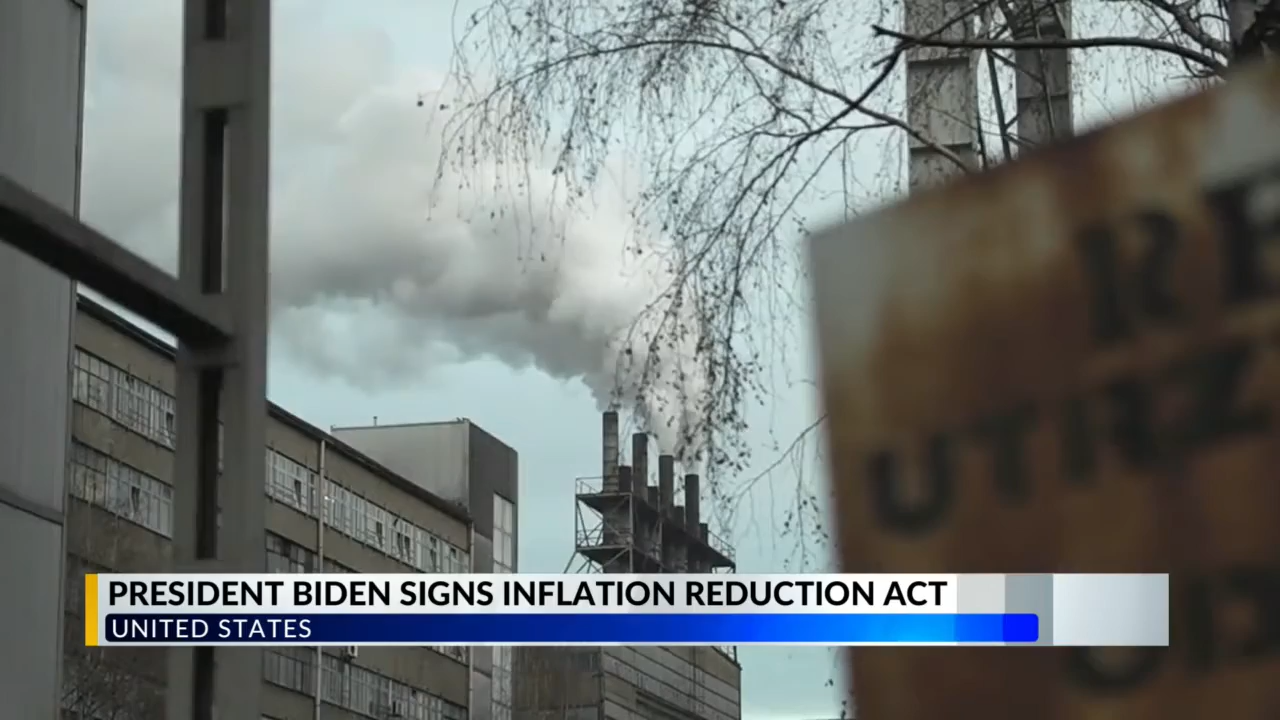 PRESIDENT BIDEN SIGNS INFLATION REDUCTION ACT
UNITED STATES